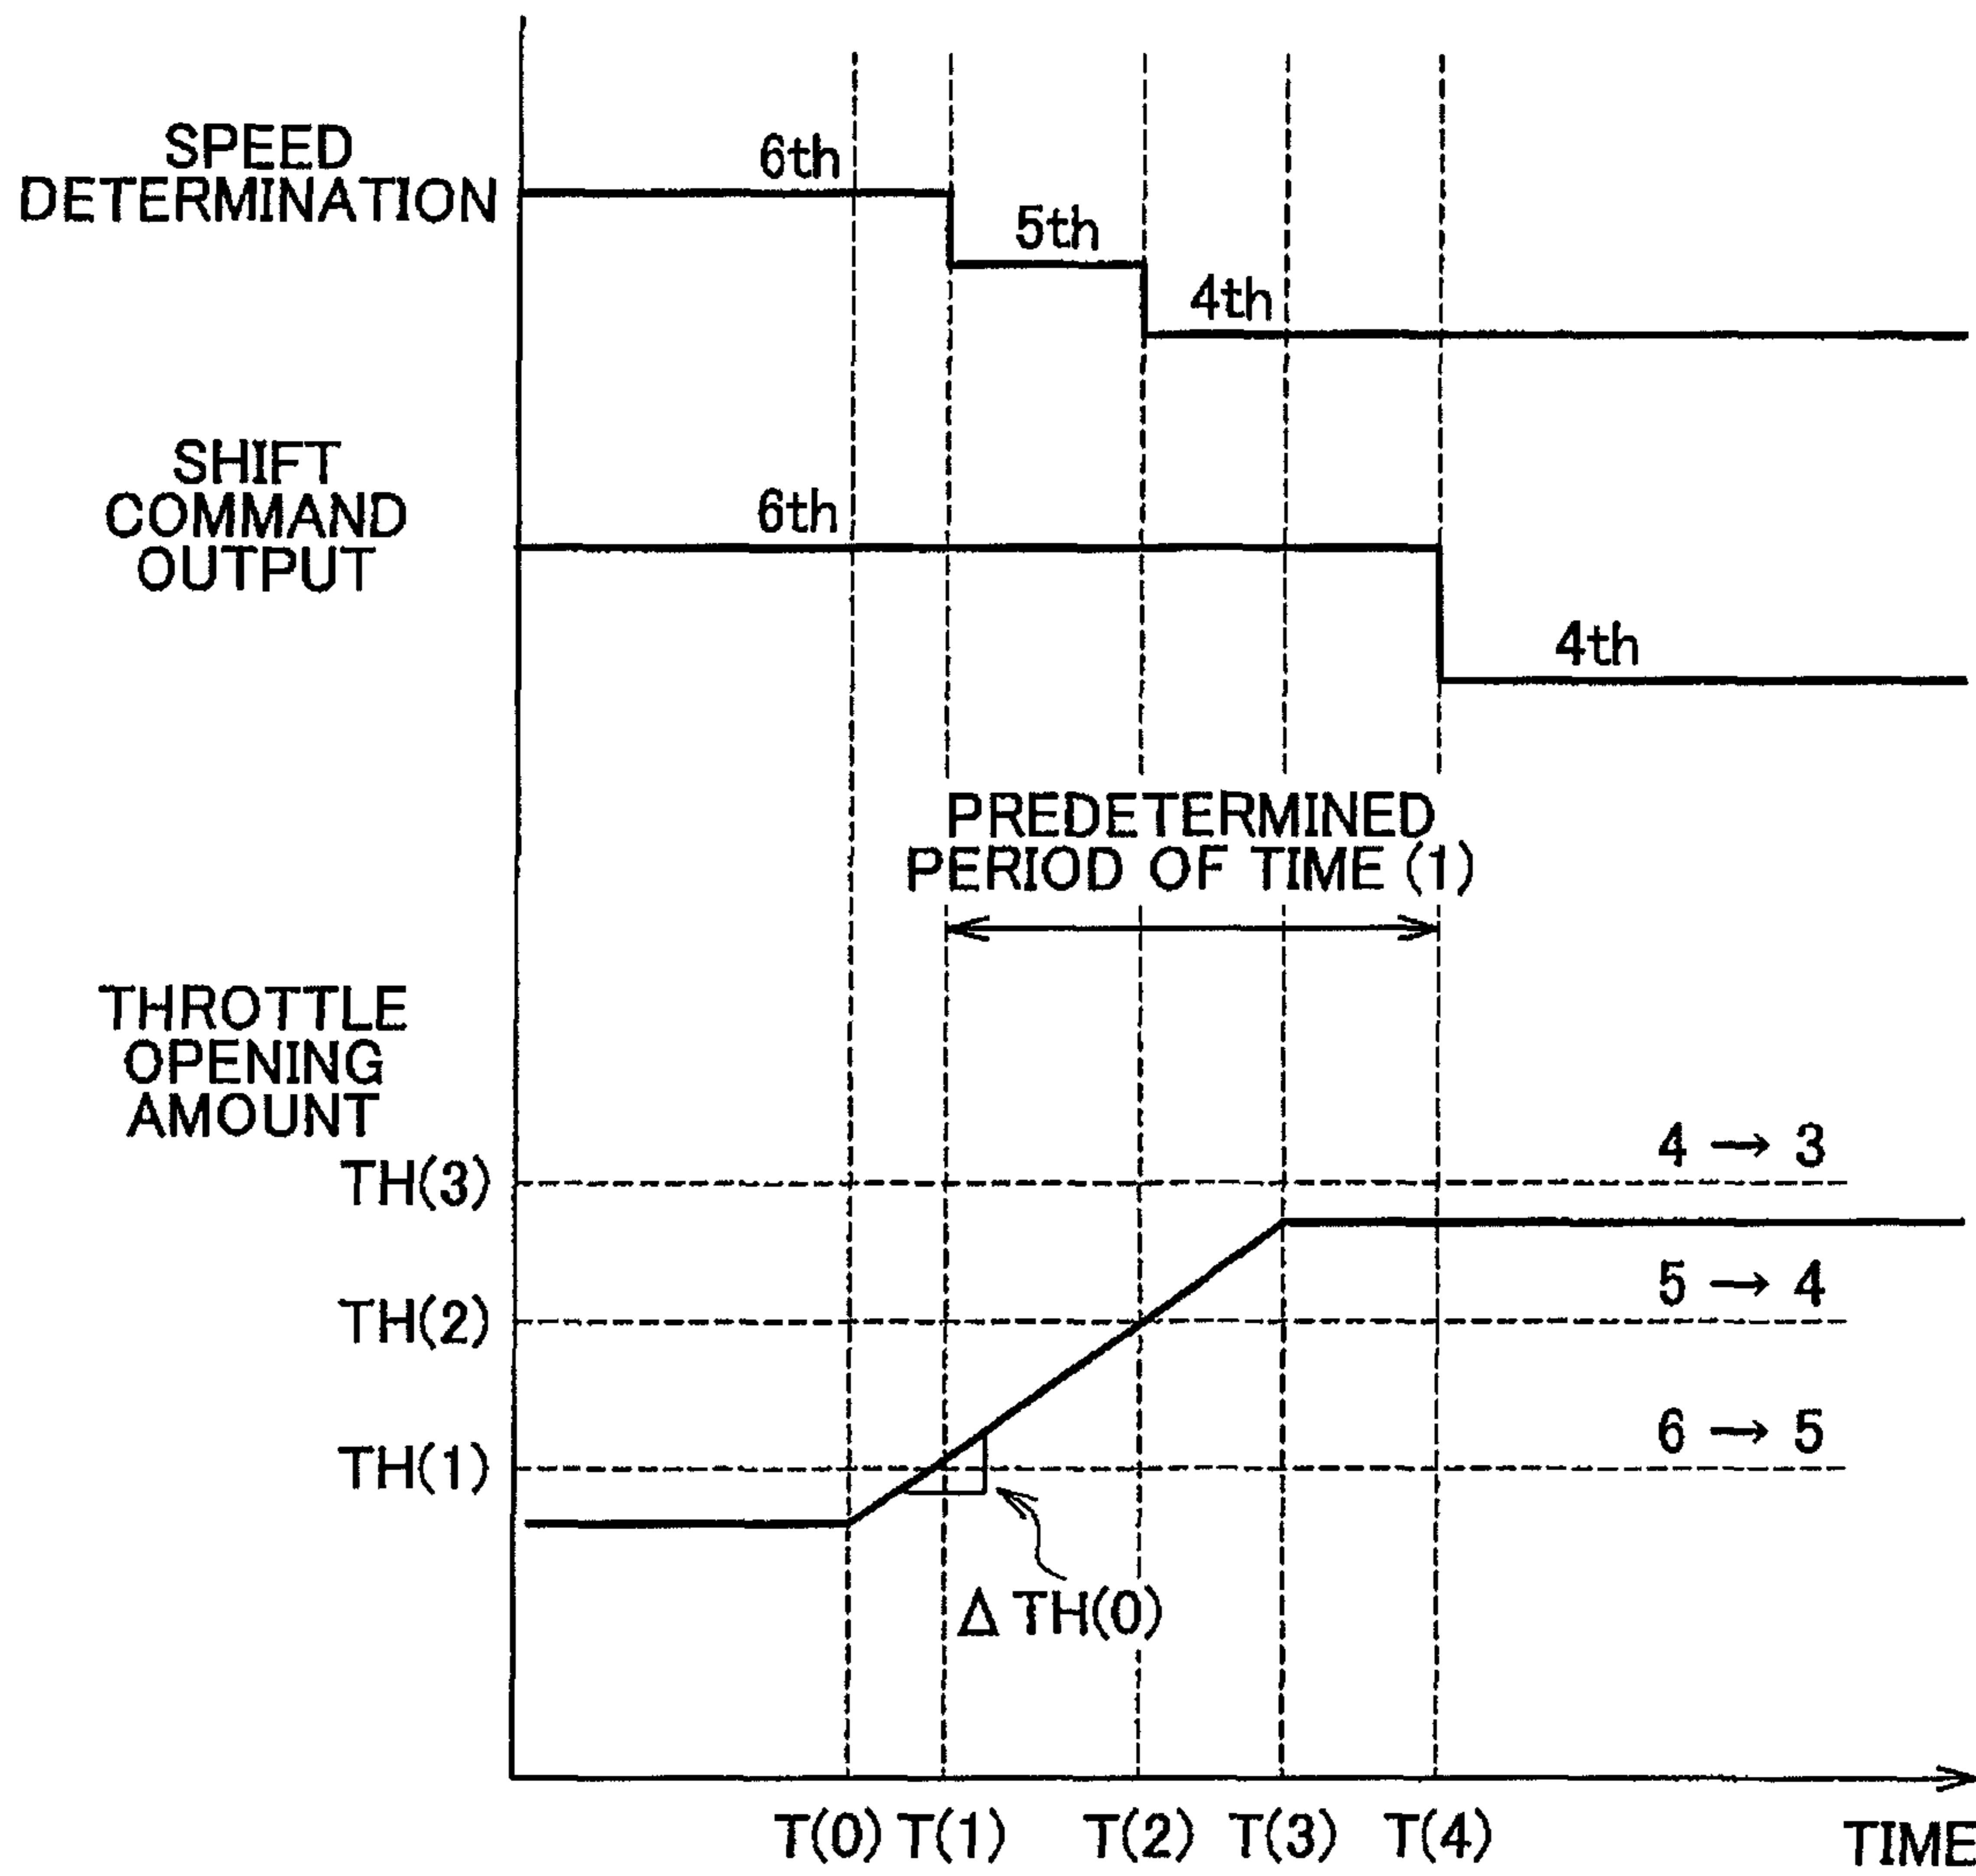 SPEED
DETERMINATION
6th
5th
4th
SHIFT
COMMAND
OUTPUT
6th
4th
PREDETERMINED
PERIOD OF TIME (1)
THROTTLE
OPENING
AMOUNT
TH(3)
4 → 3
TH(2)
5 → 4
TH(1)
6 → 5
Δ TH(0)
T(0) T(1) T(2) T(3) T(4) TIME